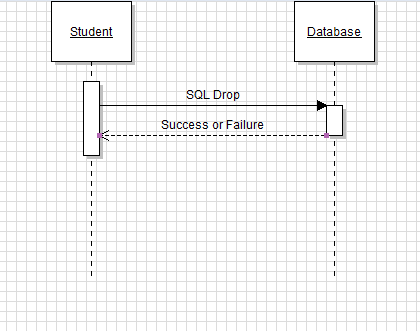 Student
Database
SQL Drop
Success or Failure